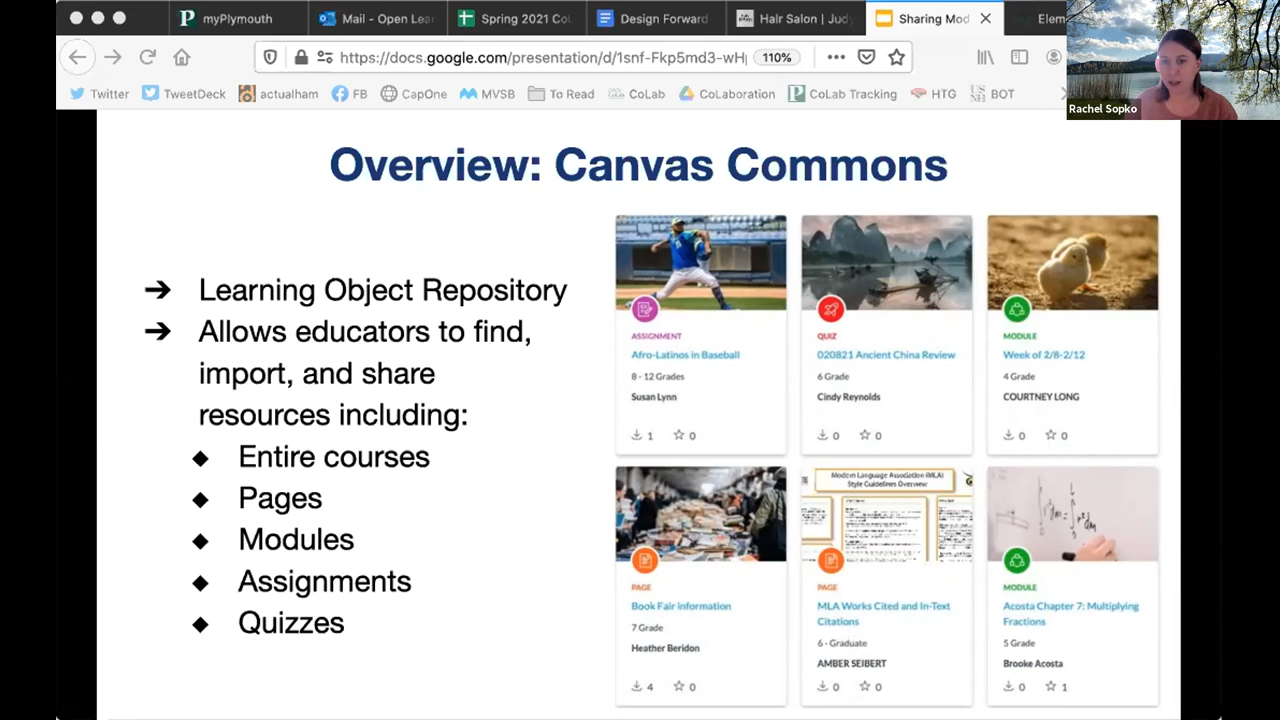 myPlymouth
Mail - Open Lea
Spring 2021 CoL
Design Forward
Hair Salon | Judy
Sharing Mod
Elem
https://docs.google.com/presentation/d/1snf-Fkp5md3-wH
110%
Twitter
TweetDeck
actualham
FB
CapOne
MVSB
To Read
CoLab
CoLaboration
CoLab Tracking
HTG
BOT
Rachel Sopko
Overview: Canvas Commons
➔ Learning Object Repository
➔ Allows educators to find,
import, and share
resources including:
◆ Entire courses
◆ Pages
◆ Modules
◆ Assignments
◆ Quizzes
ASSIGNMENT
Afro-Latinos in Baseball
8 - 12 Grades
Susan Lynn
1 0
QUIZ
020821 Ancient China Review
6 Grade
Cindy Reynolds
0 0
MODULE
Week of 2/8-2/12
4 Grade
COURTNEY LONG
0 0
PAGE
Book Fair information
7 Grade
Heather Beridon
4 0
Modern Language Association (MLA)
Style Guidelines Overview
PAGE
MLA Works Cited and In-Text
Citations
6 - Graduate
AMBER SEIBERT
0 0
MODULE
Acosta Chapter 7: Multiplying
Fractions
5 Grade
Brooke Acosta
0 1